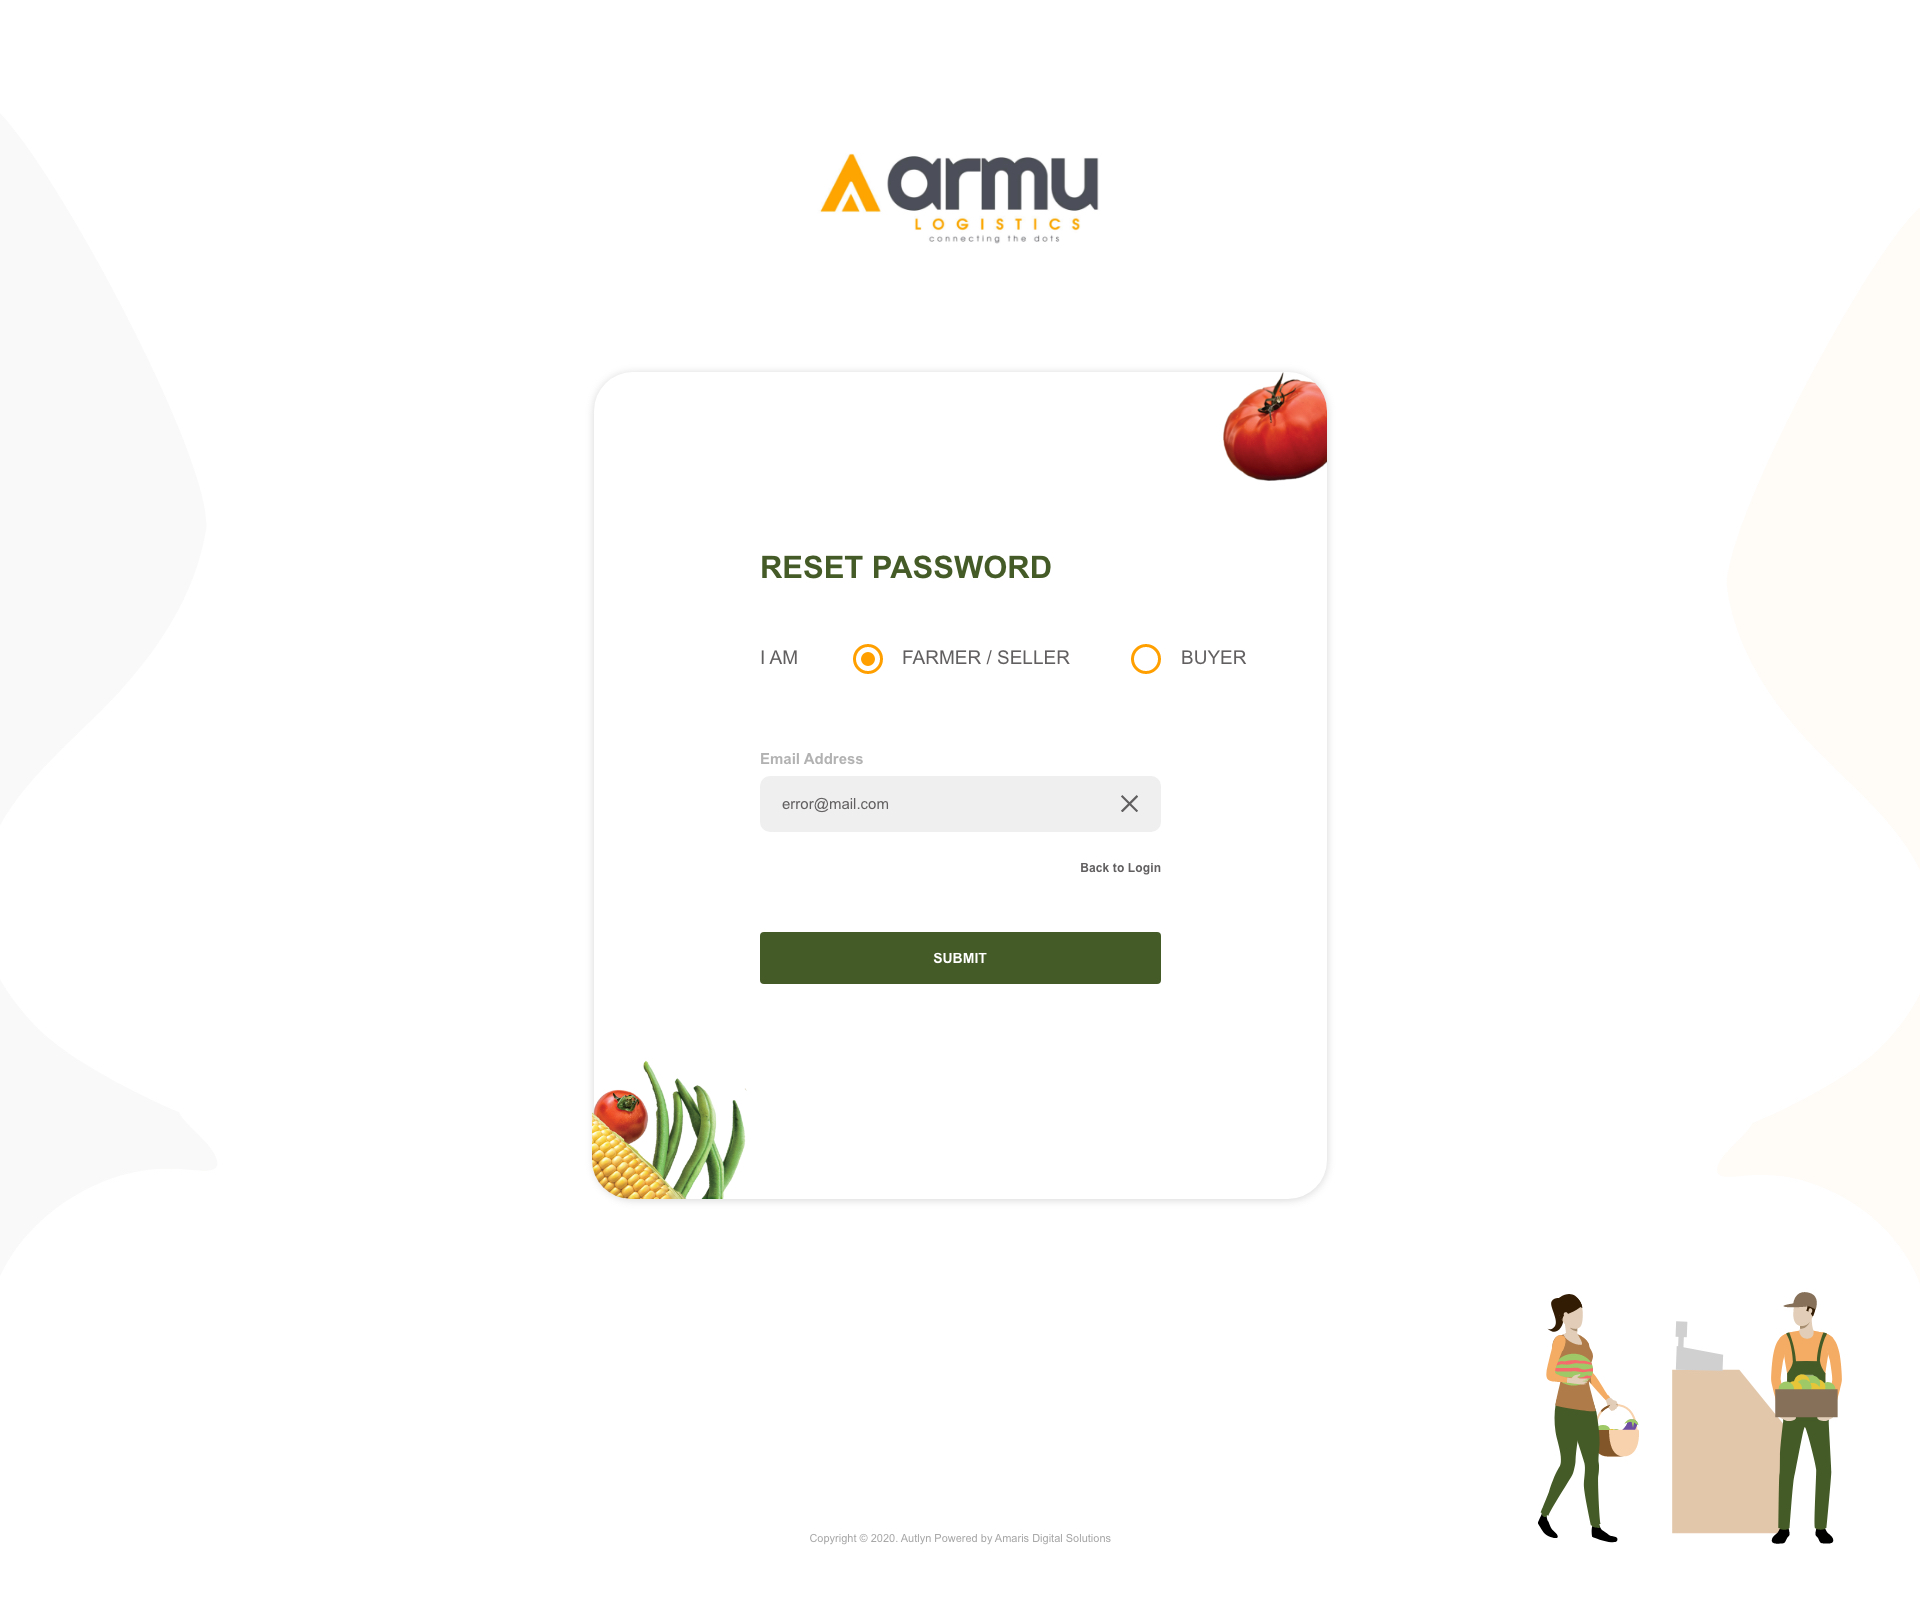 armu
LOGISTICS
connecting the dots
RESET PASSWORD
I AM FARMER / SELLER BUYER
Email Address
error@mail.com
Back to Login
SUBMIT
Copyright © 2020. Autlyn Powered by Amaris Digital Solutions